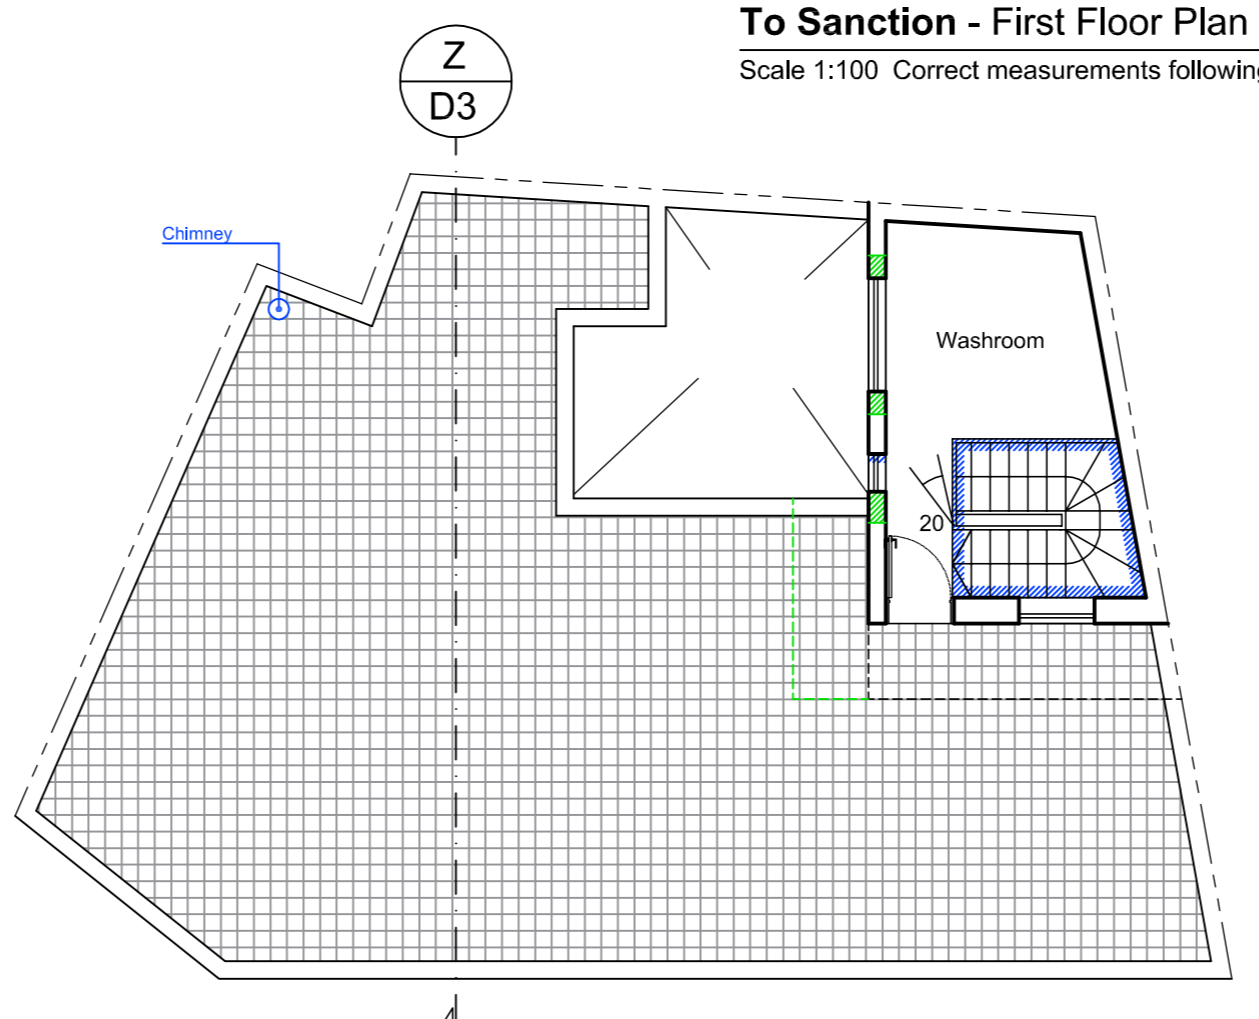 To Sanction - First Floor Plan
Scale 1:100 Correct measurements following
Z
D3
Chimney
Washroom
20